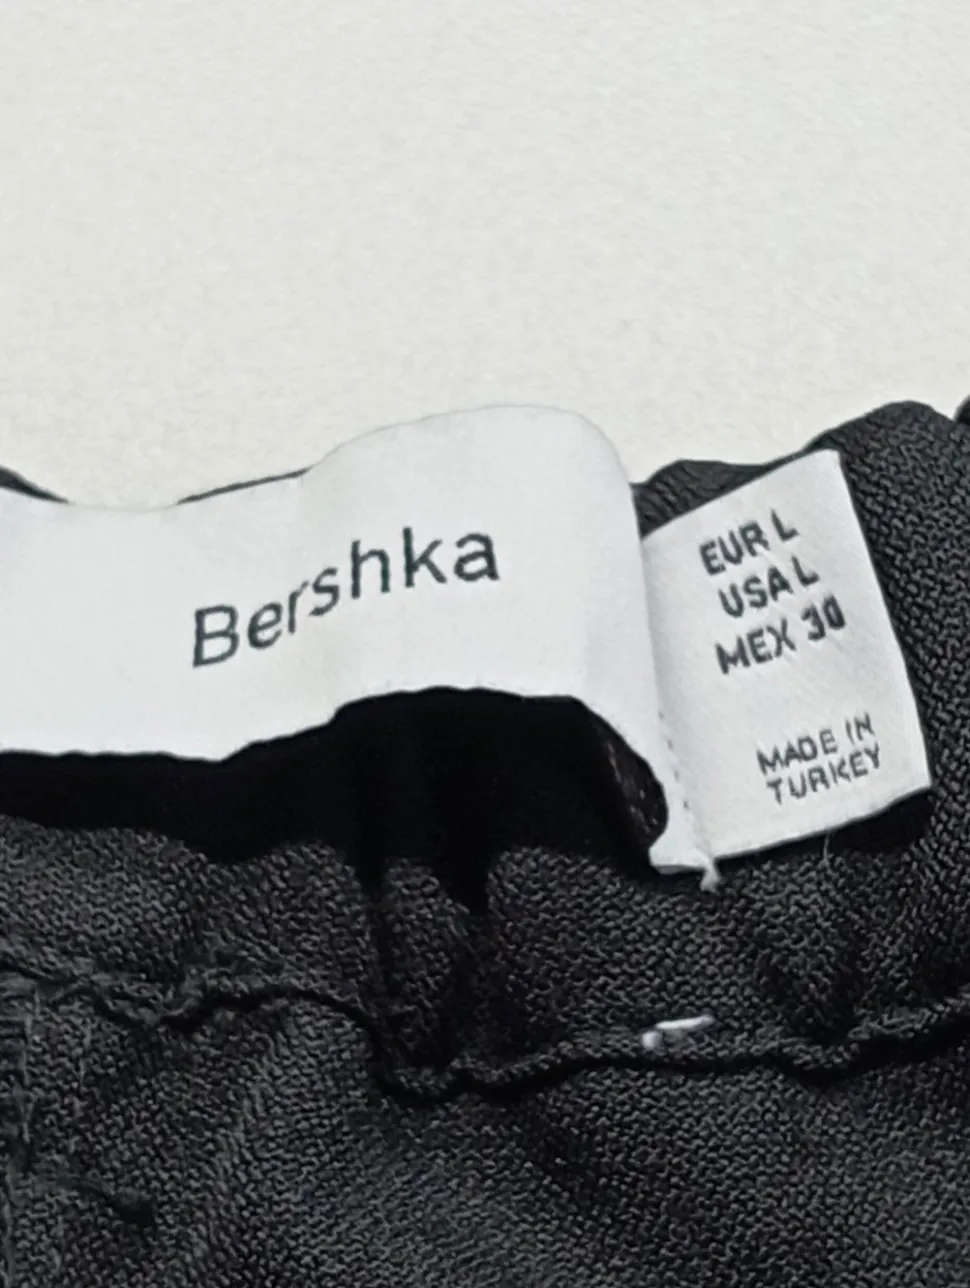 Bershka
EUR L
USA L
MEX 30
MADE IN
TURKEY